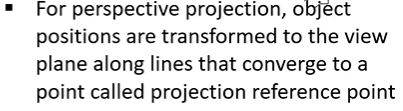 ▪ For perspective projection, object
positions are transformed to the view
plane along lines that converge to a
point called projection reference point